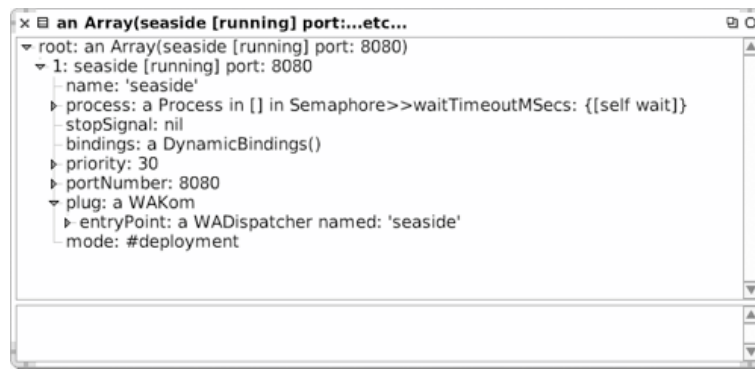 an Array(seaside [running] port:...etc...
root: an Array(seaside [running] port: 8080)
1: seaside [running] port: 8080
name: 'seaside'
process: a Process in [] in Semaphore>>waitTimeoutMSecs: {[self wait]}
stopSignal: nil
bindings: a DynamicBindings()
priority: 30
portNumber: 8080
plug: a WAKom
entryPoint: a WADispatcher named: 'seaside'
mode: #deployment